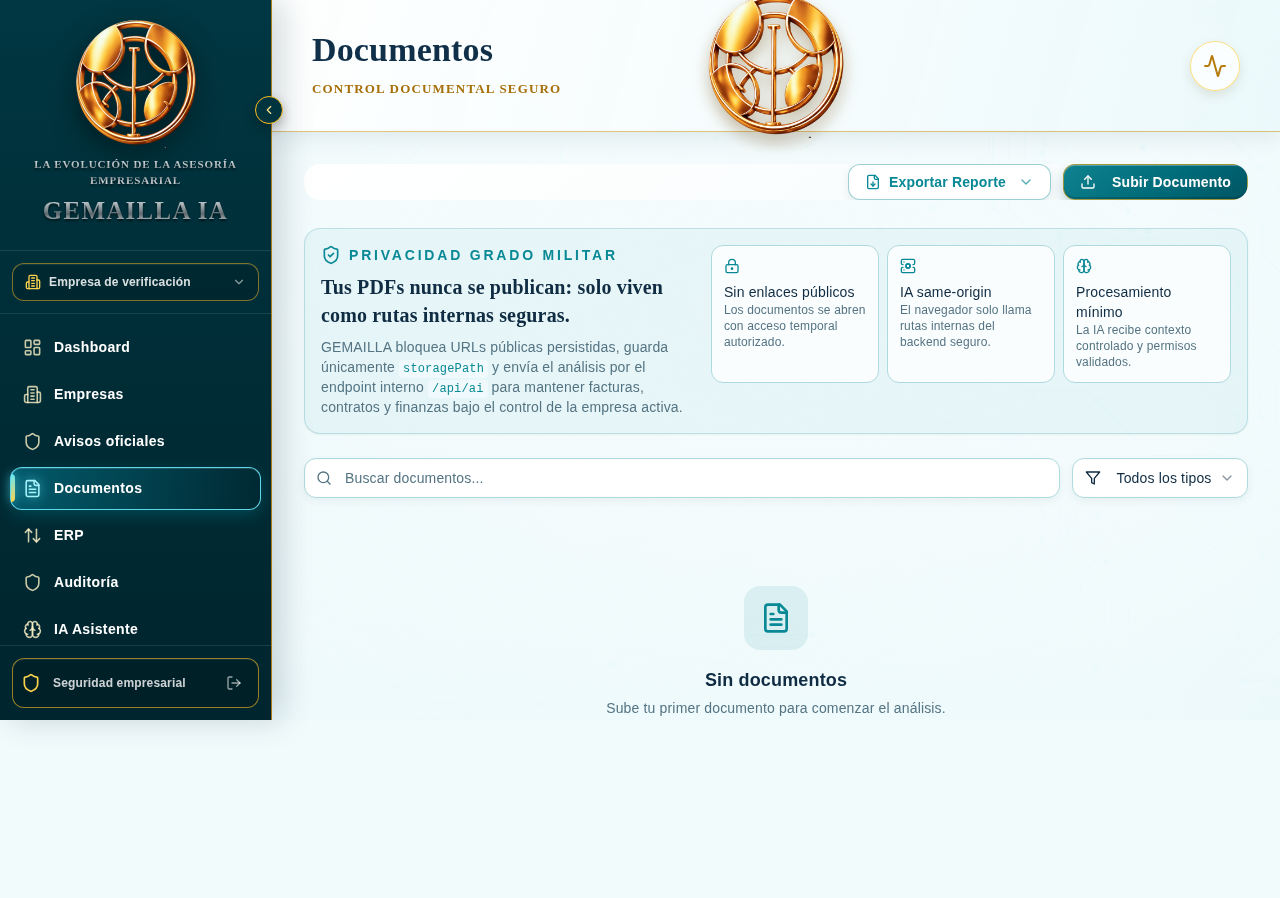 LA EVOLUCIÓN DE LA ASESORÍA
EMPRESARIAL
GEMAILLA IA
Empresa de verificación
Dashboard
Empresas
Avisos oficiales
Documentos
ERP
Auditoría
IA Asistente
Seguridad empresarial
Documentos
CONTROL DOCUMENTAL SEGURO
Exportar Reporte
Subir Documento
PRIVACIDAD GRADO MILITAR
Tus PDFs nunca se publican: solo viven
como rutas internas seguras.
GEMAILLA bloquea URLs públicas persistidas, guarda
únicamente storagePath y envía el análisis por el
endpoint interno /api/ai para mantener facturas,
contratos y finanzas bajo el control de la empresa activa.
Sin enlaces públicos
Los documentos se abren
con acceso temporal
autorizado.
IA same-origin
El navegador solo llama
rutas internas del
backend seguro.
Procesamiento
mínimo
La IA recibe contexto
controlado y permisos
validados.
Buscar documentos...
Todos los tipos
Sin documentos
Sube tu primer documento para comenzar el análisis.